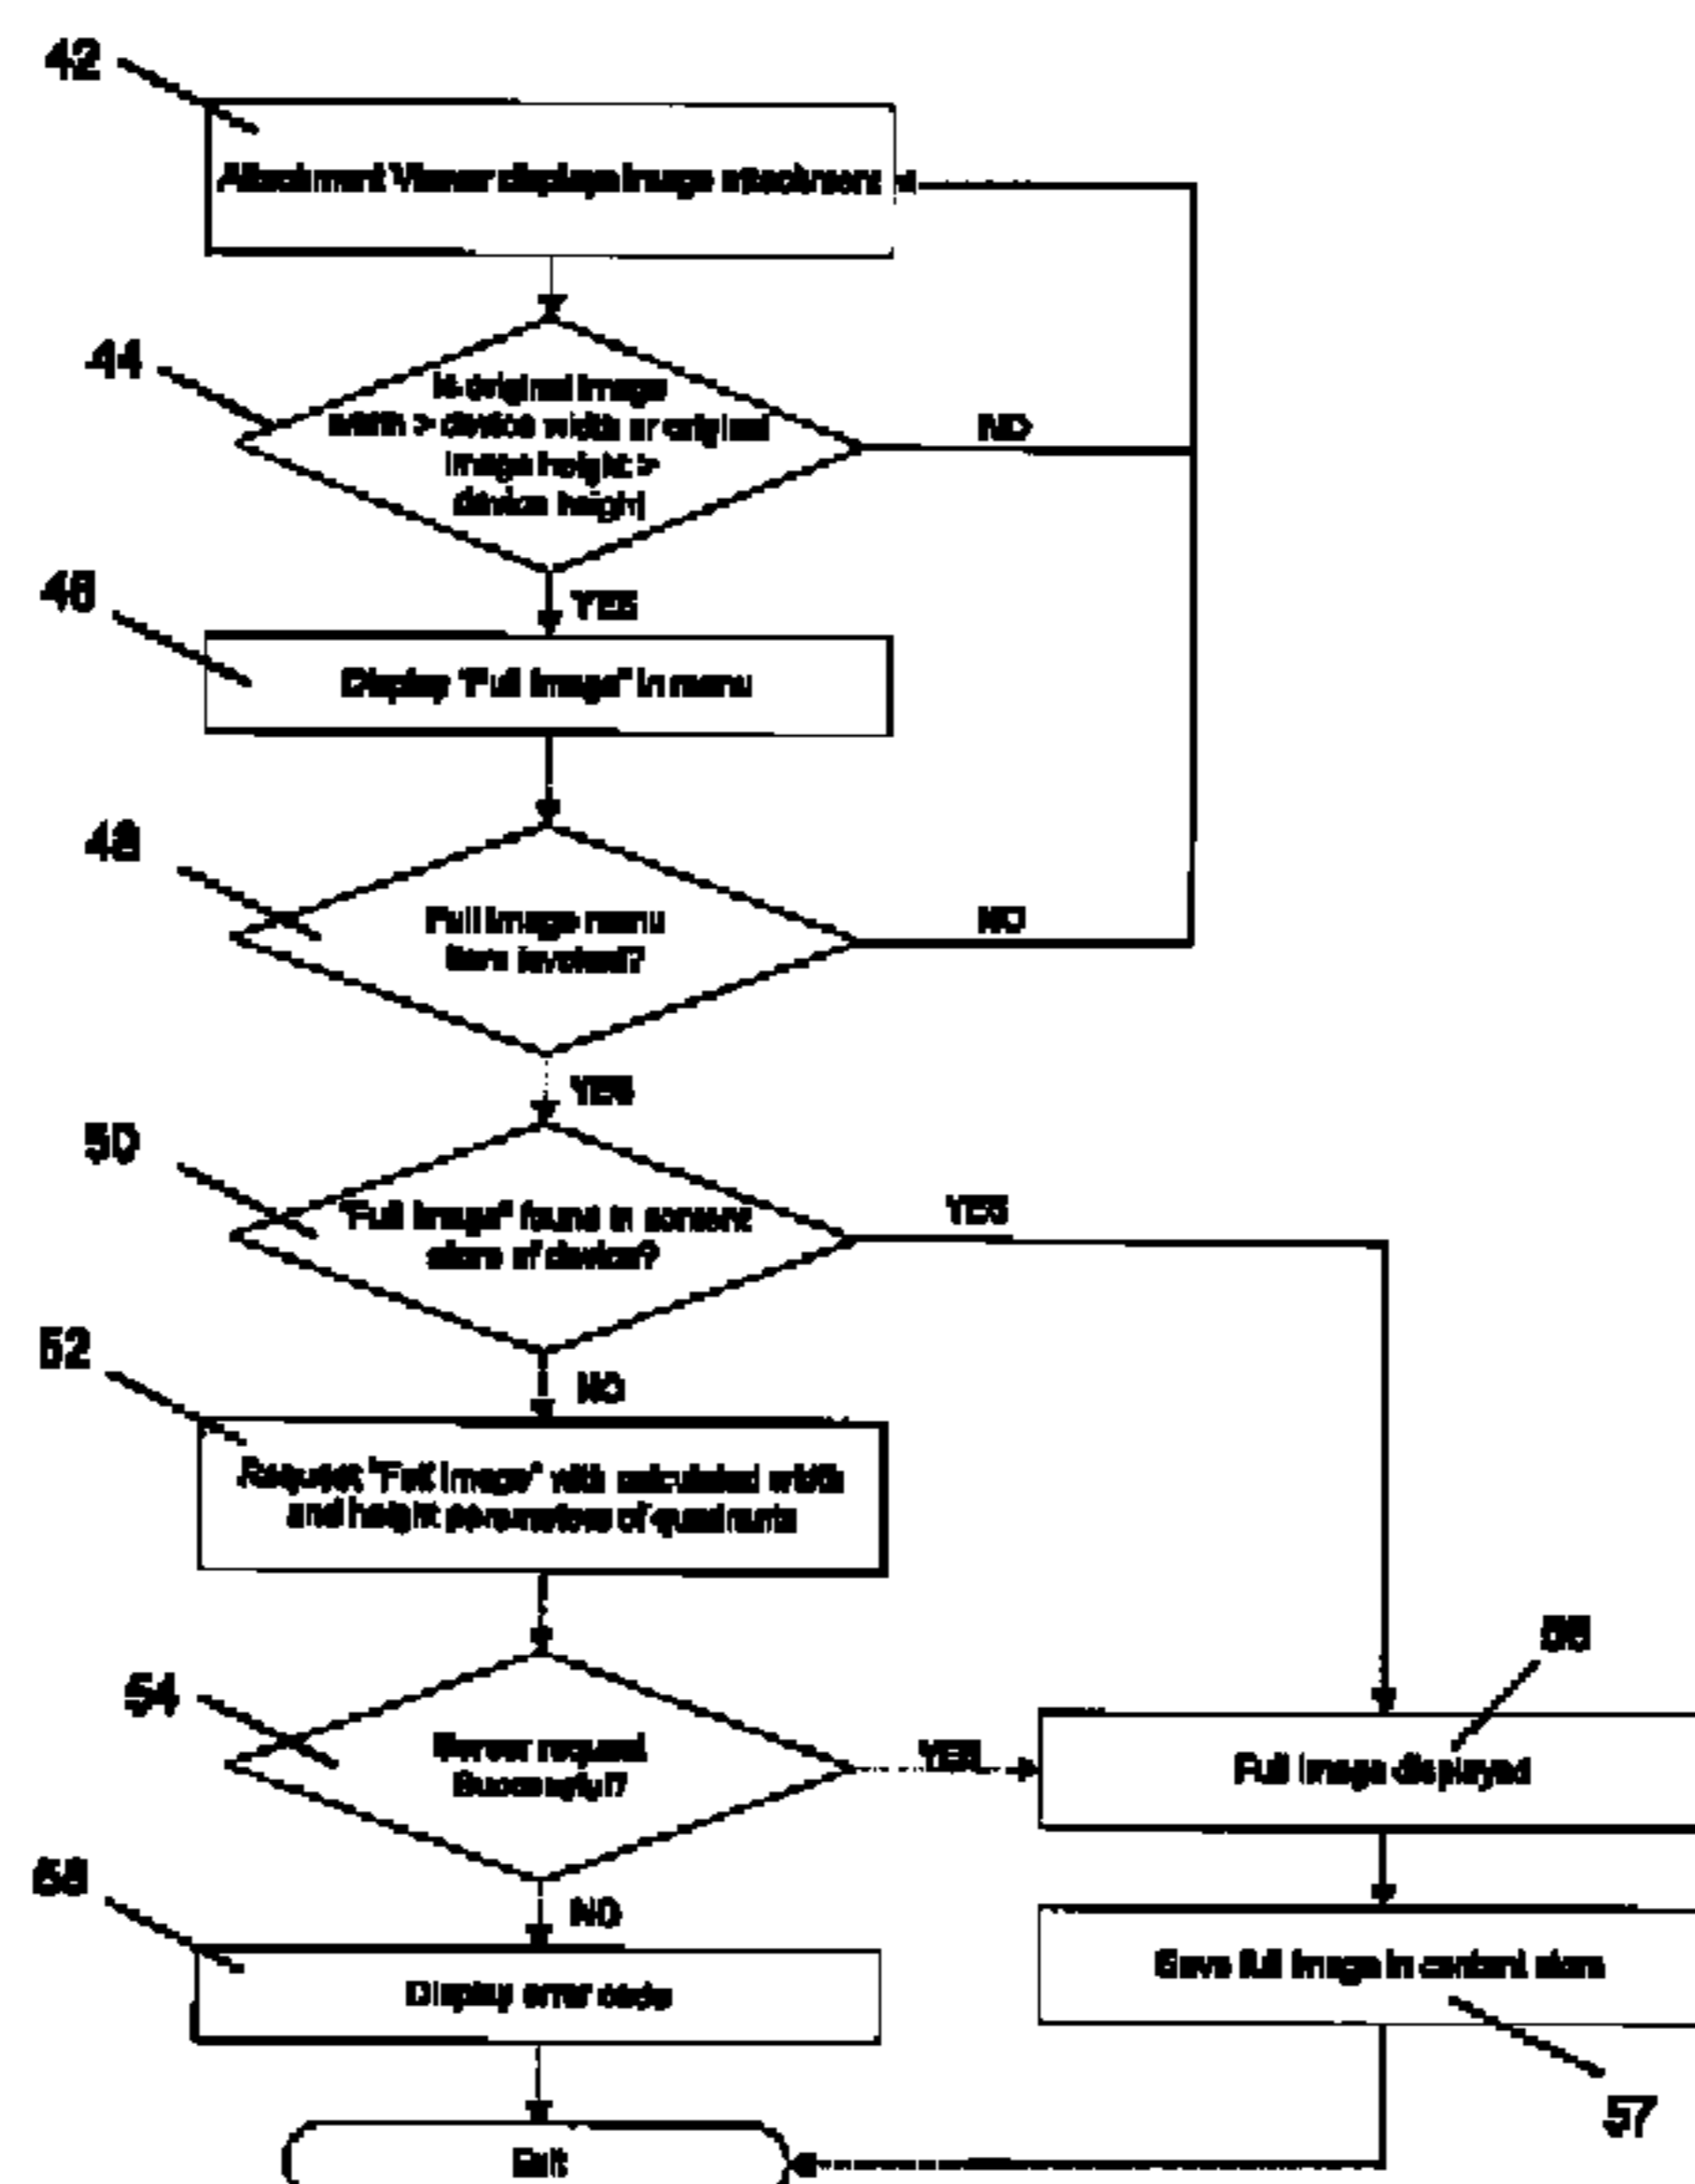 42
Attachment Viewer displays image attachment
44
Is original image
width > device width or original
image height >
device height
NO
YES
46
Display "Full Image" in menu
48
Full Image menu
item invoked?
NO
YES
50
"Full Image" found in content
store of device?
YES
NO
52
Request "Full Image" with calculated width
and height parameters of quadrants
54
Server request
Successful?
YES
56
Full Image displayed
NO
58
Display error
Save full image in content store
57
Exit